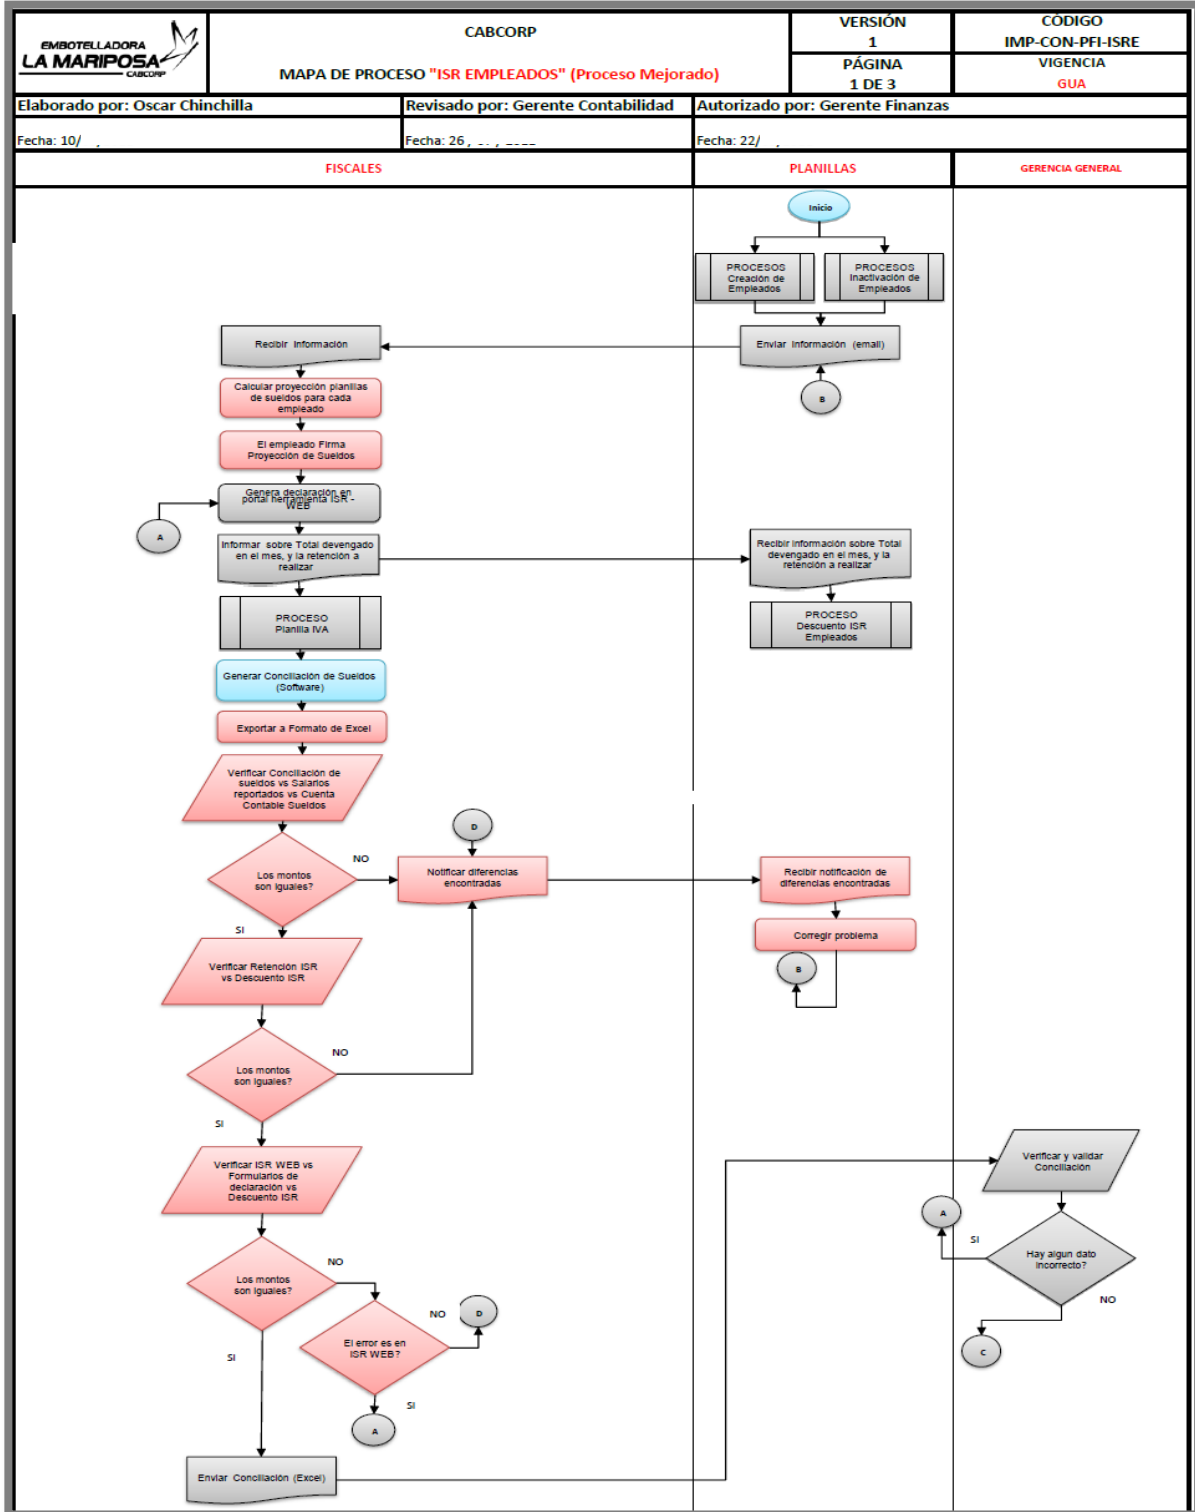 EMBOTELLADORA
LA MARIPOSA
CABCORP
CABCORP
MAPA DE PROCESO "ISR EMPLEADOS" (Proceso Mejorado)
VERSIÓN
1
PÁGINA
1 DE 3
CÓDIGO
IMP-CON-PFI-ISRE
VIGENCIA
GUA
Elaborado por: Oscar Chinchilla
Revisado por: Gerente Contabilidad
Autorizado por: Gerente Finanzas
Fecha: 10/
Fecha: 26
Fecha: 22/
FISCALES
PLANILLAS
GERENCIA GENERAL
Inicio
PROCESOS
Creación de
Empleados
PROCESOS
Inactivación de
Empleados
Recibir Información
Enviar Información (email)
B
Calcular proyección planillas
de sueldos para cada
empleado
El empleado Firma
Proyección de Sueldos
Genera declaración en
portal herramienta ISR -
WEB
A
Informar sobre Total devengado
en el mes, y la retención a
realizar
Recibir información sobre Total
devengado en el mes, y la
retención a realizar
PROCESO
Planilla IVA
PROCESO
Descuento ISR
Empleados
Generar Conciliación de Sueldos
(Software)
Exportar a Formato de Excel
Verificar Conciliación de
sueldos vs Salarios
reportados vs Cuenta
Contable Sueldos
D
Los montos
son iguales?
NO
SI
Notificar diferencias
encontradas
Recibir notificación de
diferencias encontradas
Corregir problema
B
Verificar Retención ISR
vs Descuento ISR
Los montos
son iguales?
NO
SI
Verificar ISR WEB vs
Formularios de
declaración vs
Descuento ISR
Verificar y validar
Conciliación
A
SI
Hay algun dato
incorrecto?
NO
C
Los montos
son iguales?
NO
SI
El error es en
ISR WEB?
NO
D
SI
A
Enviar Conciliación (Excel)